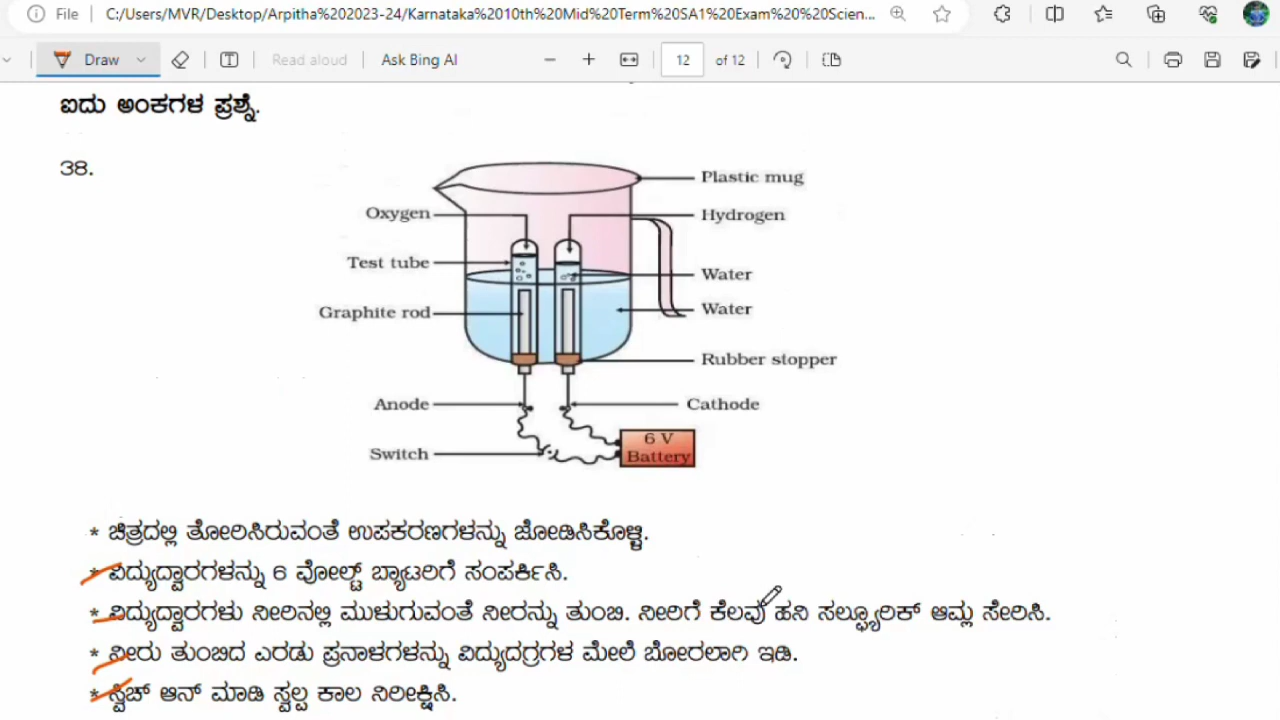 File C:/Users/MVR/Desktop/Arpitha%202023-24/Karnataka%2010th%20Mid%20Term%20SA1%20Exam%20%20Scien...
Draw Read aloud Ask Bing AI 12 of 12
ಐದು ಅಂಕಗಳ ಪ್ರಶ್ನೆ.
38.
Plastic mug
Oxygen Hydrogen
Test tube Water
Graphite rod Water
Rubber stopper
Anode Cathode
6 V
Switch Battery
* ಚಿತ್ರದಲ್ಲಿ ತೋರಿಸಿರುವಂತೆ ಉಪಕರಣಗಳನ್ನು ಜೋಡಿಸಿಕೊಳ್ಳಿ.
* ವಿದ್ಯುದ್ವಾರಗಳನ್ನು 6 ವೋಲ್ಟ್ ಬ್ಯಾಟರಿಗೆ ಸಂಪರ್ಕಿಸಿ.
* ವಿದ್ಯುದ್ವಾರಗಳು ನೀರಿನಲ್ಲಿ ಮುಳುಗುವಂತೆ ನೀರನ್ನು ತುಂಬಿ. ನೀರಿಗೆ ಕೆಲವು ಹನಿ ಸಲ್ಫ್ಯೂರಿಕ್ ಆಮ್ಲ ಸೇರಿಸಿ.
* ನೀರು ತುಂಬಿದ ಎರಡು ಪ್ರನಾಳಗಳನ್ನು ವಿದ್ಯುದಗ್ರಗಳ ಮೇಲೆ ಬೋರಲಾಗಿ ಇಡಿ.
* ಸ್ವಿಚ್ ಆನ್ ಮಾಡಿ ಸ್ವಲ್ಪ ಕಾಲ ನಿರೀಕ್ಷಿಸಿ.